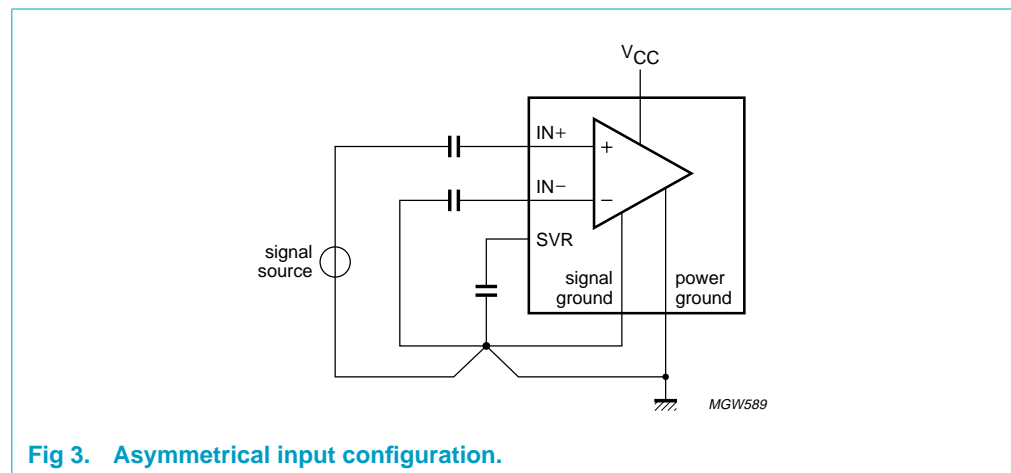 VCC
IN+
+
IN−
−
SVR
signal
source
signal
ground
power
ground
MGW589
Fig 3. Asymmetrical input configuration.